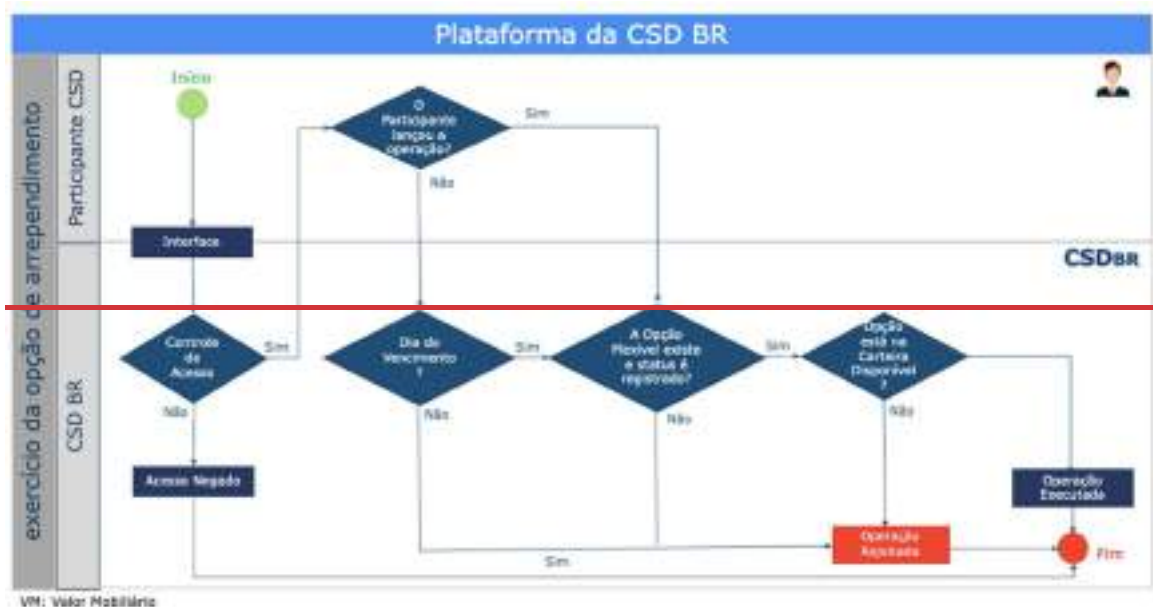 Plataforma da CSD BR
exercício da opção de arrependimento
Participante CSD
CSD BR
Início
Interface
O
Participante
lançou a
operação?
Sim
Não
CSDBR
Controle
de
Acesso
Sim
Não
Acesso Negado
Dia do
Vencimento
?
Sim
Não
A Opção
Flexível existe
e status é
registrado?
Sim
Não
Opção
está na
Carteira
Disponível
?
Não
Operação
Executada
Operação
Rejeitada
Sim
Fim
VM: Valor Mobiliário